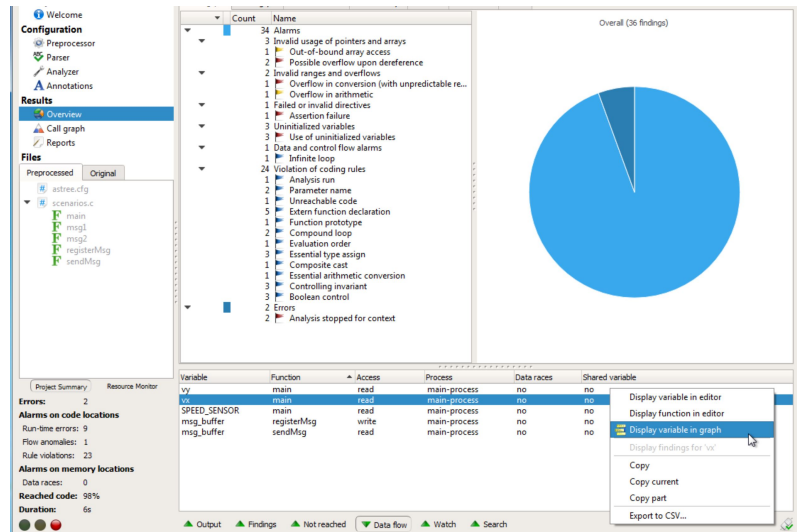 Welcome
Configuration
Preprocessor
ABC Parser
Analyzer
A Annotations
Results
Overview
Call graph
Reports
Files
Preprocessed Original
# astree.cfg
# scenarios.c
F main
F msg1
F msg2
F registerMsg
F sendMsg
Project Summary Resource Monitor
Errors: 2
Alarms on code locations
Run-time errors: 9
Flow anomalies: 1
Rule violations: 23
Alarms on memory locations
Data races: 0
Reached code: 98%
Duration: 6s
Count Name
34 Alarms
3 Invalid usage of pointers and arrays
1 Out-of-bound array access
2 Possible overflow upon dereference
2 Invalid ranges and overflows
1 Overflow in conversion (with unpredictable re...
1 Overflow in arithmetic
1 Failed or invalid directives
1 Assertion failure
3 Uninitialized variables
3 Use of uninitialized variables
1 Data and control flow alarms
1 Infinite loop
24 Violation of coding rules
1 Analysis run
2 Parameter name
1 Unreachable code
5 Extern function declaration
1 Function prototype
2 Compound loop
1 Evaluation order
3 Essential type assign
1 Composite cast
1 Essential arithmetic conversion
3 Controlling invariant
3 Boolean control
2 Errors
2 Analysis stopped for context
Overall (36 findings)
Variable Function Access Process Data races Shared variable
vy main read main-process no no
vx main read main-process no no
SPEED_SENSOR main read main-process no no
msg_buffer registerMsg write main-process no no
msg_buffer sendMsg read main-process no no
Display variable in editor
Display function in editor
Display variable in graph
Display findings for 'vx'
Copy
Copy current
Copy part
Export to CSV...
Output Findings Not reached Data flow Watch Search